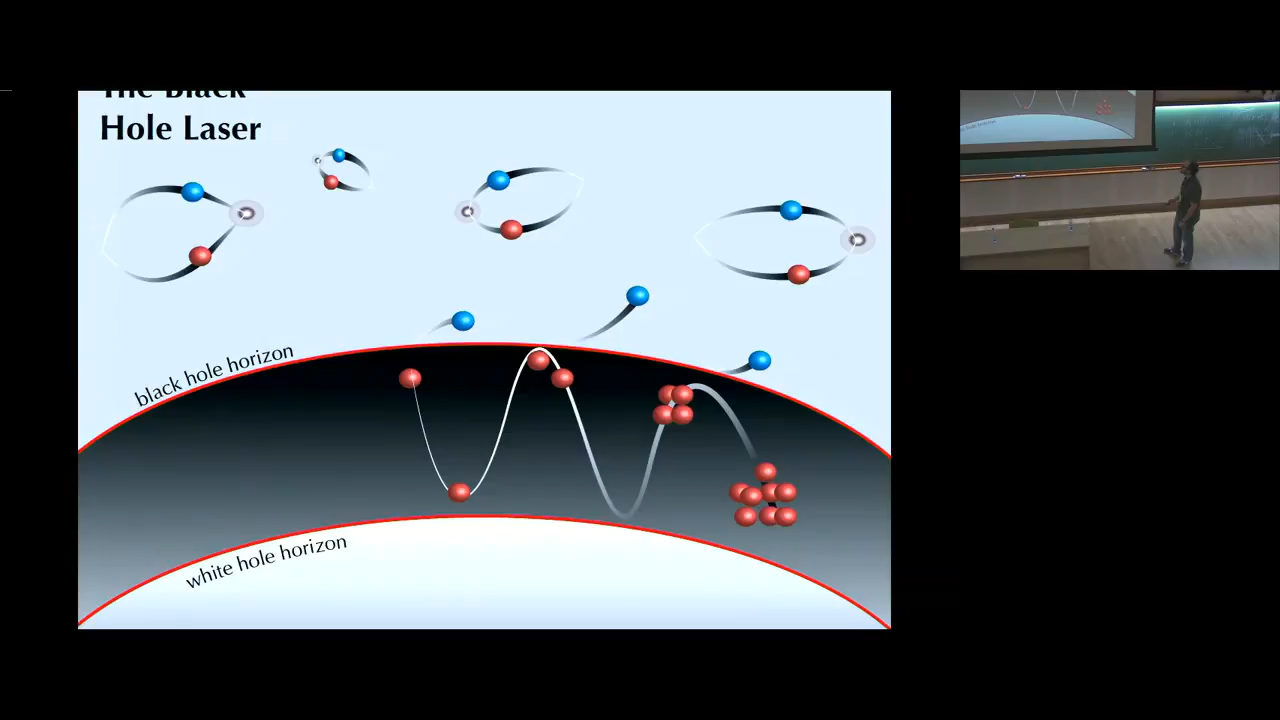 The Black
Hole Laser
black hole horizon
white hole horizon